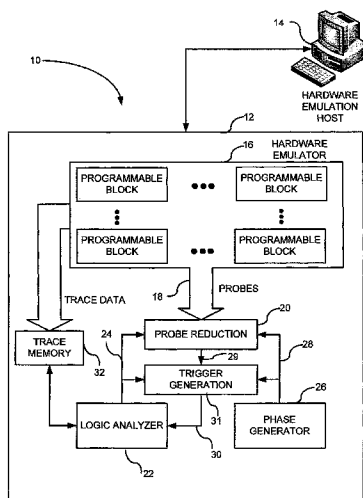 14
10
HARDWARE
EMULATION
HOST
12
16
HARDWARE
EMULATOR
PROGRAMMABLE
BLOCK
PROGRAMMABLE
BLOCK
PROGRAMMABLE
BLOCK
PROGRAMMABLE
BLOCK
18
PROBES
TRACE DATA
20
24
PROBE REDUCTION
28
29
TRACE
MEMORY
32
TRIGGER
GENERATION
26
31
30
LOGIC ANALYZER
PHASE
GENERATOR
22